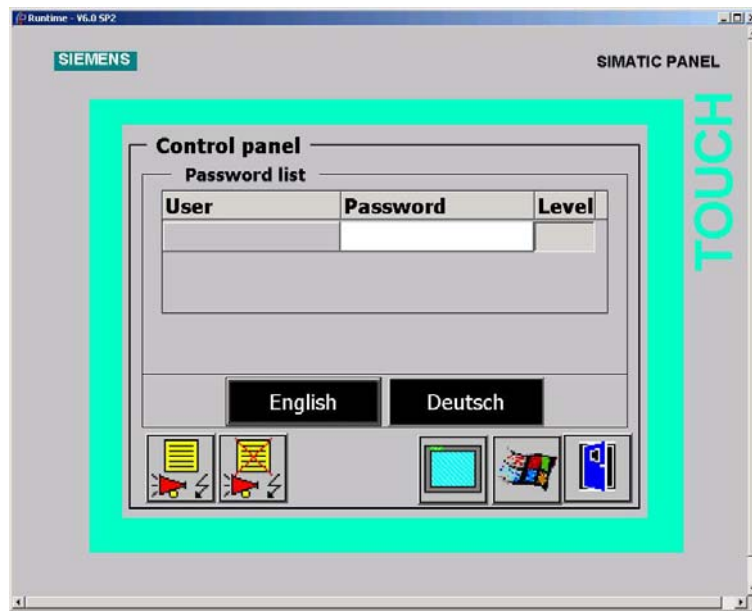 Runtime - V6.0 SP2
SIEMENS
SIMATIC PANEL
TOUCH
Control panel
Password list
User Password Level
English Deutsch